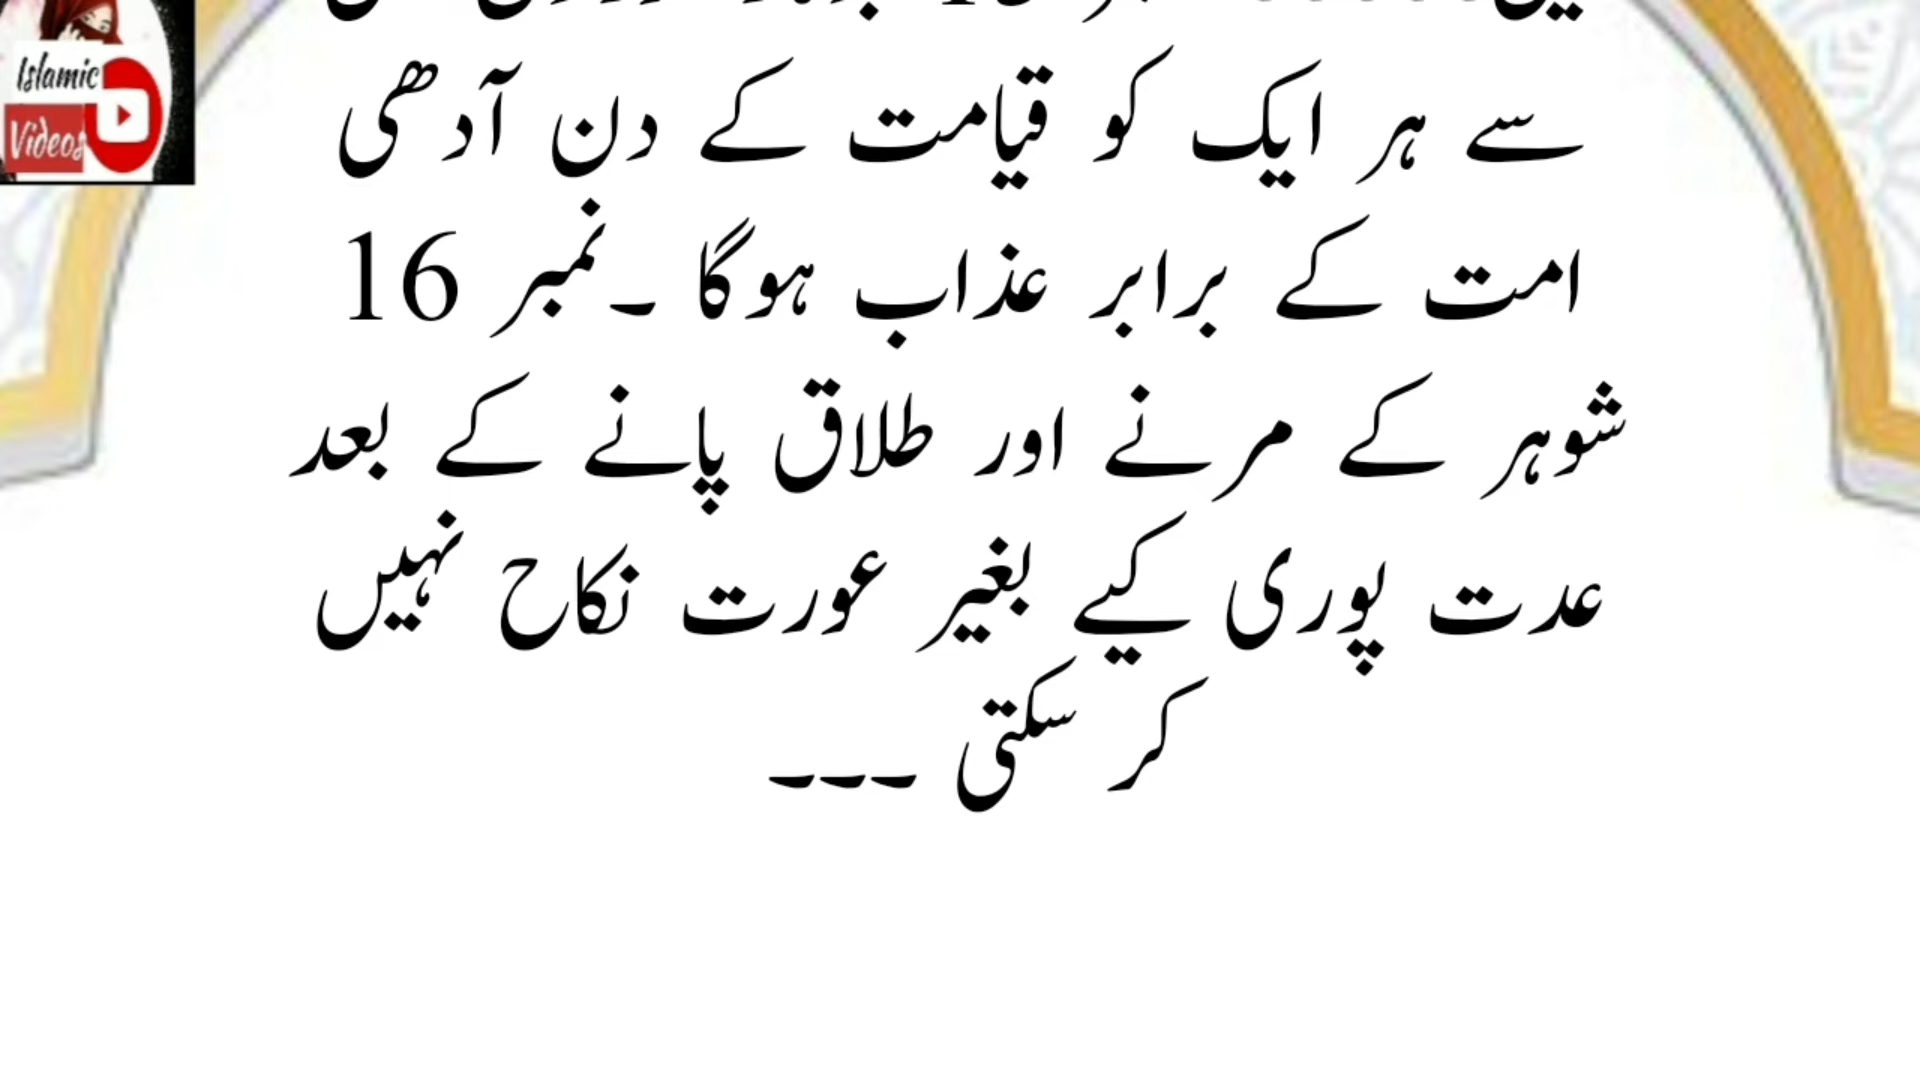 Islamic
Videos
سے ہر ایک کو قیامت کے دن آدھی
امت کے برابر عذاب ہوگا ۔نمبر 16
شوہر کے مرنے اور طلاق پانے کے بعد
عدت پوری کیے بغیر عورت نکاح نہیں
کر سکتی ۔۔۔